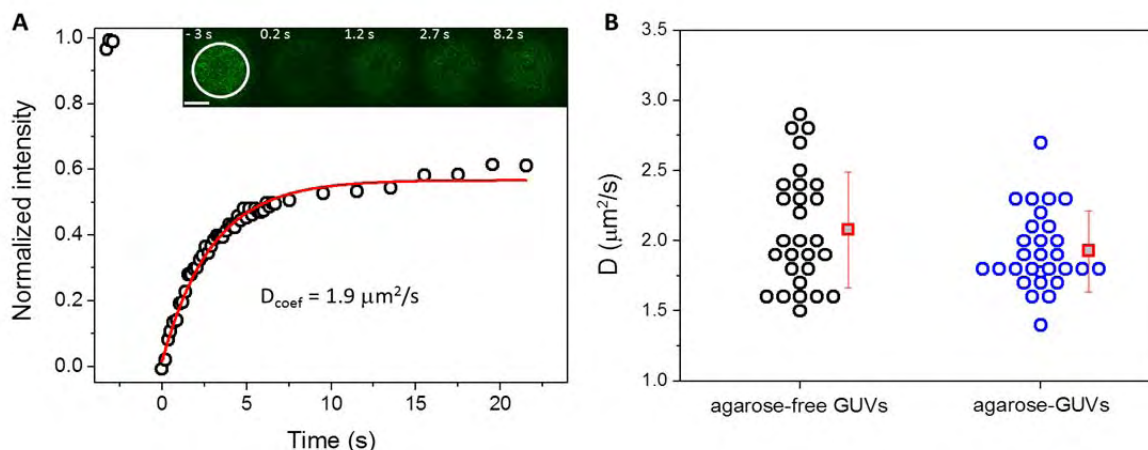 A
- 3 s 0.2 s 1.2 s 2.7 s 8.2 s
Normalized intensity
1.0
0.8
0.6
0.4
0.2
0.0
D_coef = 1.9 μm²/s
0 5 10 15 20
Time (s)
B
D (μm²/s)
3.5
3.0
2.5
2.0
1.5
1.0
agarose-free GUVs agarose-GUVs